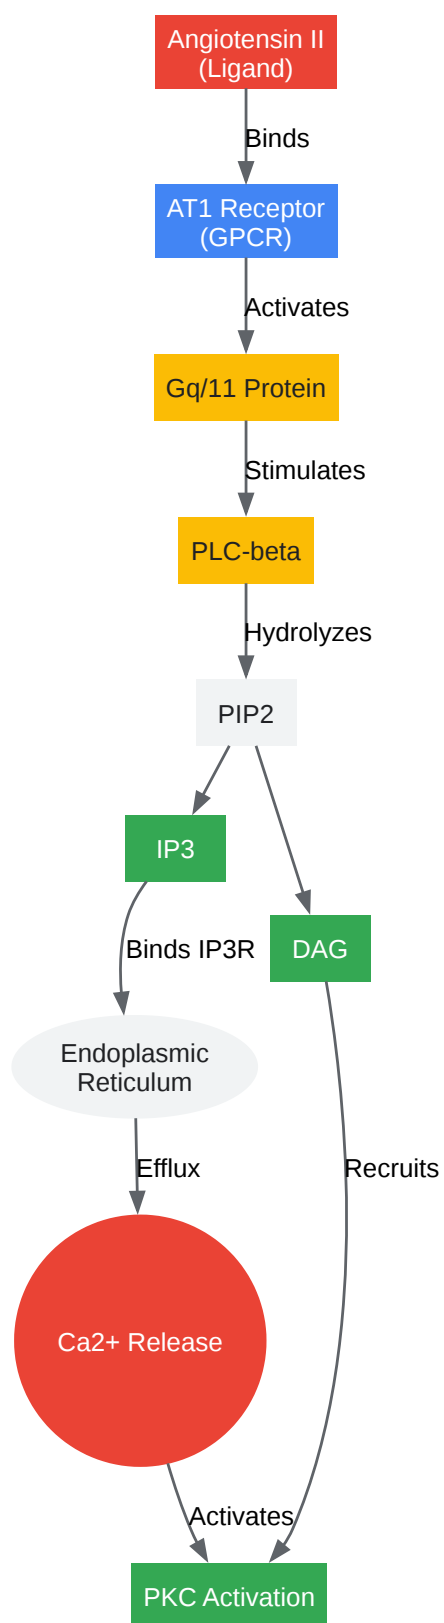 Angiotensin II
(Ligand)
Binds
AT1 Receptor
(GPCR)
Activates
Gq/11 Protein
Stimulates
PLC-beta
Hydrolyzes
PIP2
IP3
DAG
Binds IP3R
Endoplasmic
Reticulum
Efflux
Recruits
Ca2+ Release
Activates
PKC Activation